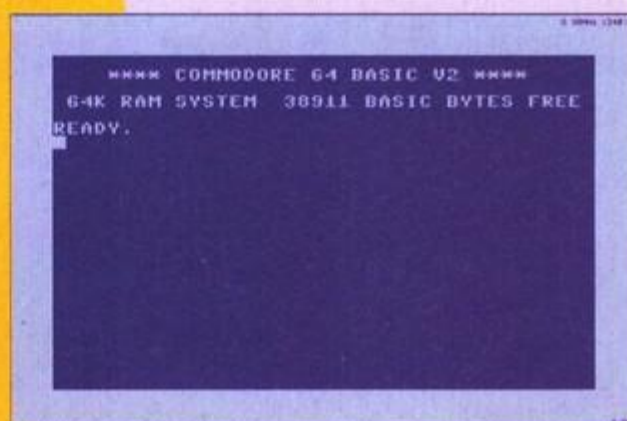 **** COMMODORE 64 BASIC V2 ****
64K RAM SYSTEM 38911 BASIC BYTES FREE
READY.